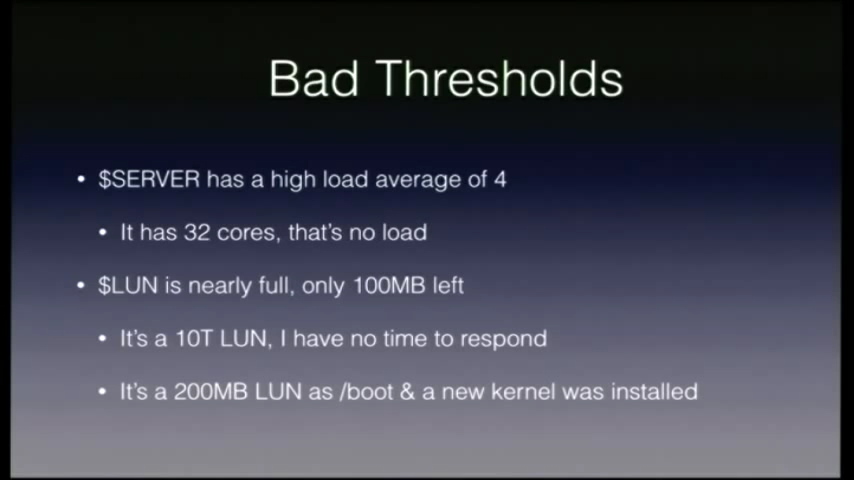 Bad Thresholds
• $SERVER has a high load average of 4
• It has 32 cores, that's no load
• $LUN is nearly full, only 100MB left
• It's a 10T LUN, I have no time to respond
• It's a 200MB LUN as /boot & a new kernel was installed